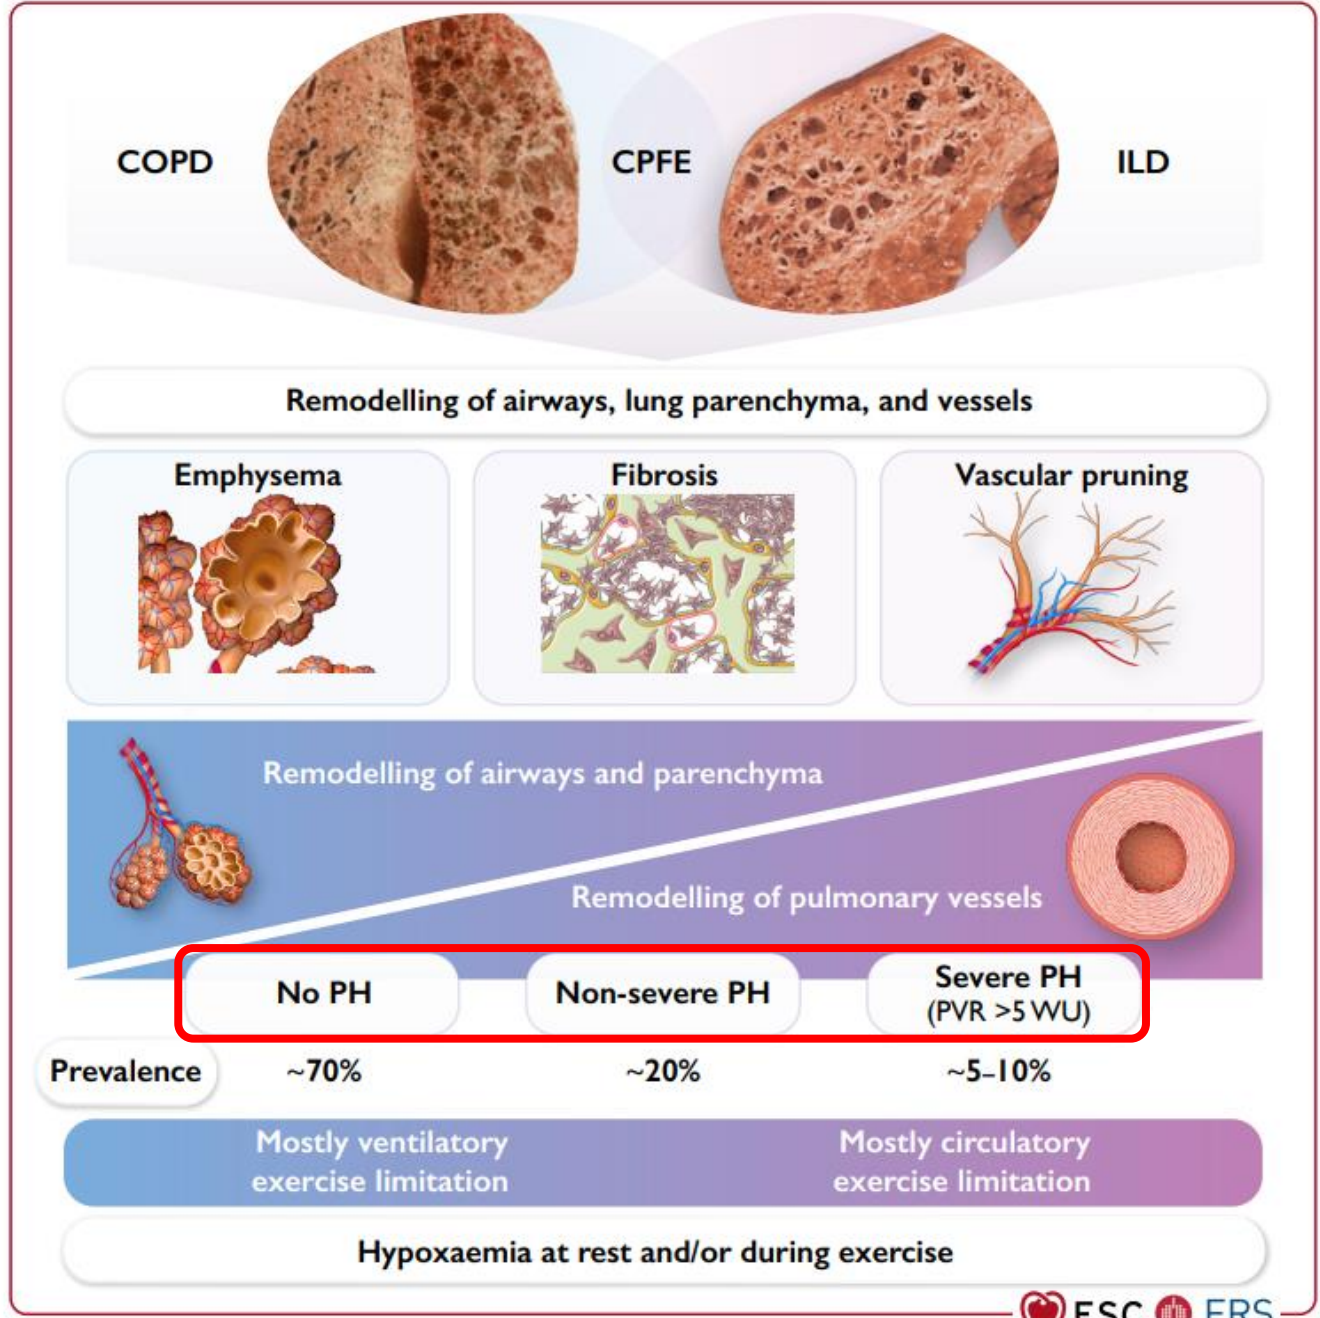 COPD
CPFE
ILD
Remodelling of airways, lung parenchyma, and vessels
Emphysema
Fibrosis
Vascular pruning
Remodelling of airways and parenchyma
Remodelling of pulmonary vessels
No PH
Non-severe PH
Severe PH
(PVR >5 WU)
Prevalence
~70%
~20%
~5–10%
Mostly ventilatory
exercise limitation
Mostly circulatory
exercise limitation
Hypoxaemia at rest and/or during exercise
ESC
ERS